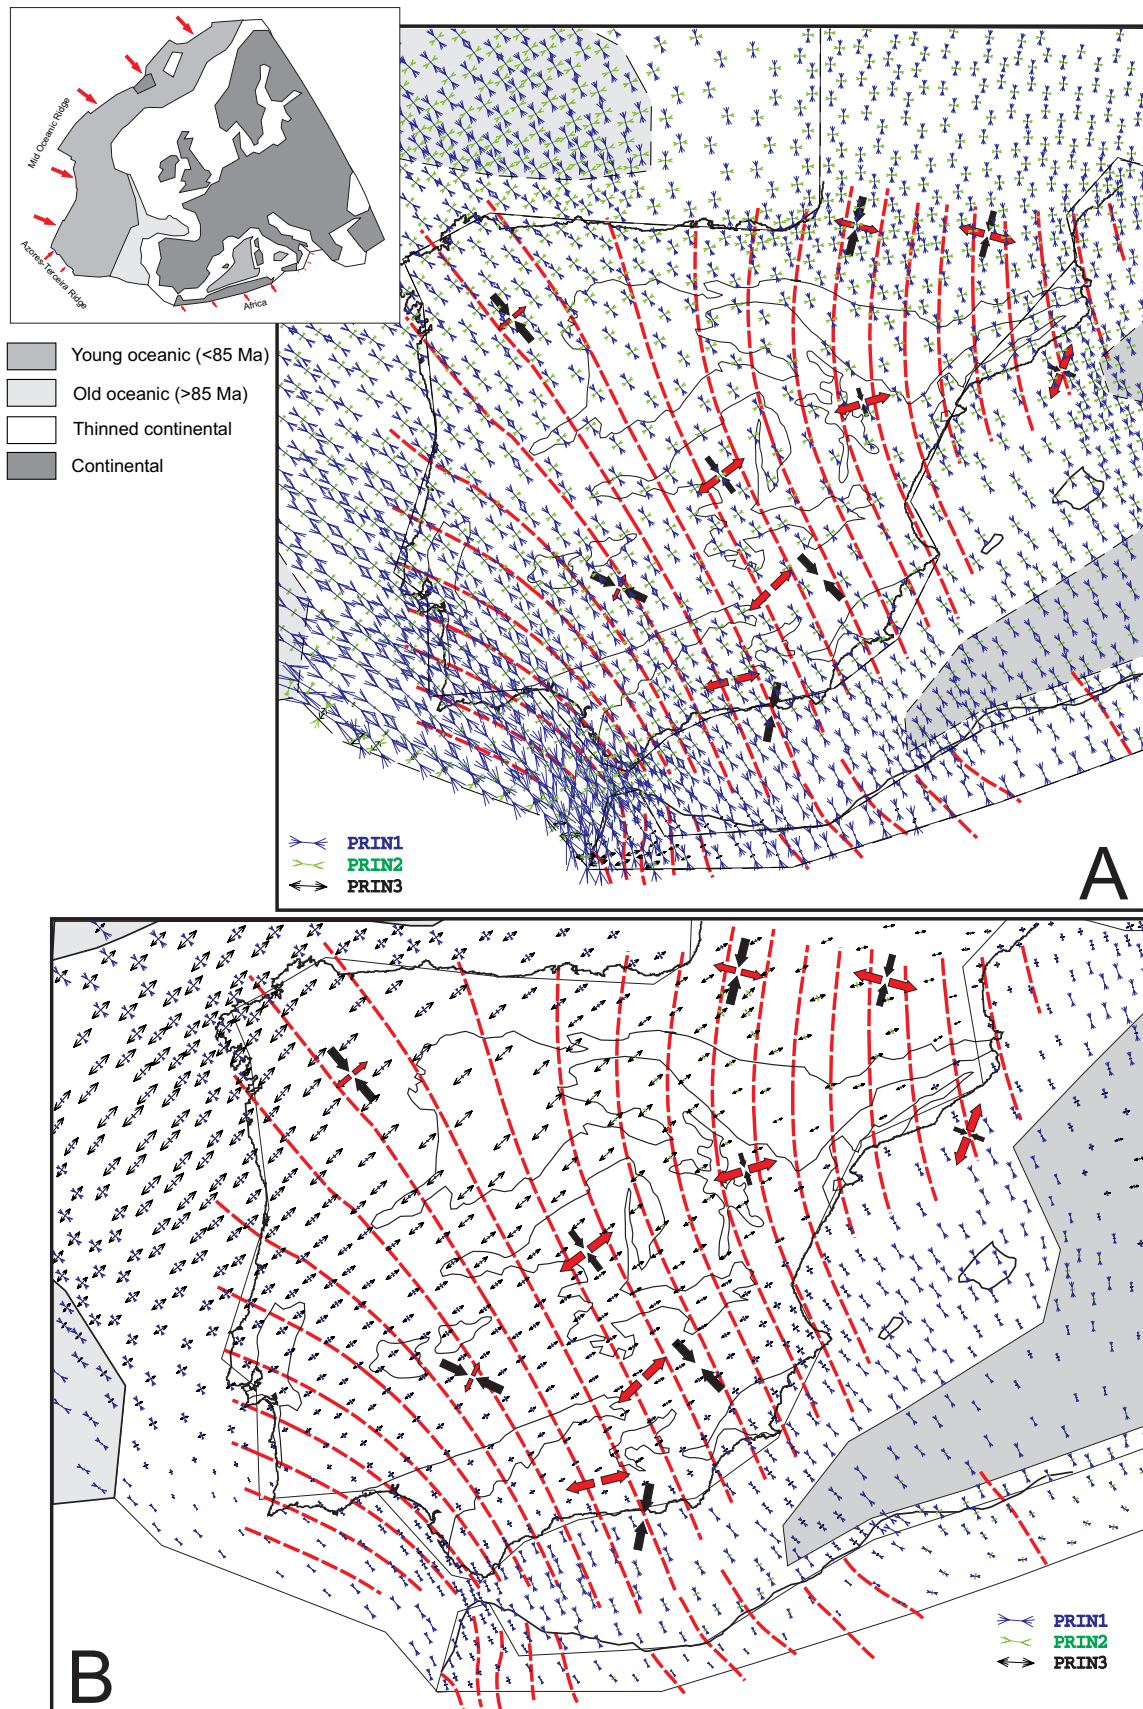 Mid Oceanic Ridge
Azores-Terceira Ridge
Africa
Young oceanic (<85 Ma)
Old oceanic (>85 Ma)
Thinned continental
Continental
PRIN1
PRIN2
PRIN3
A
PRIN1
PRIN2
PRIN3
B